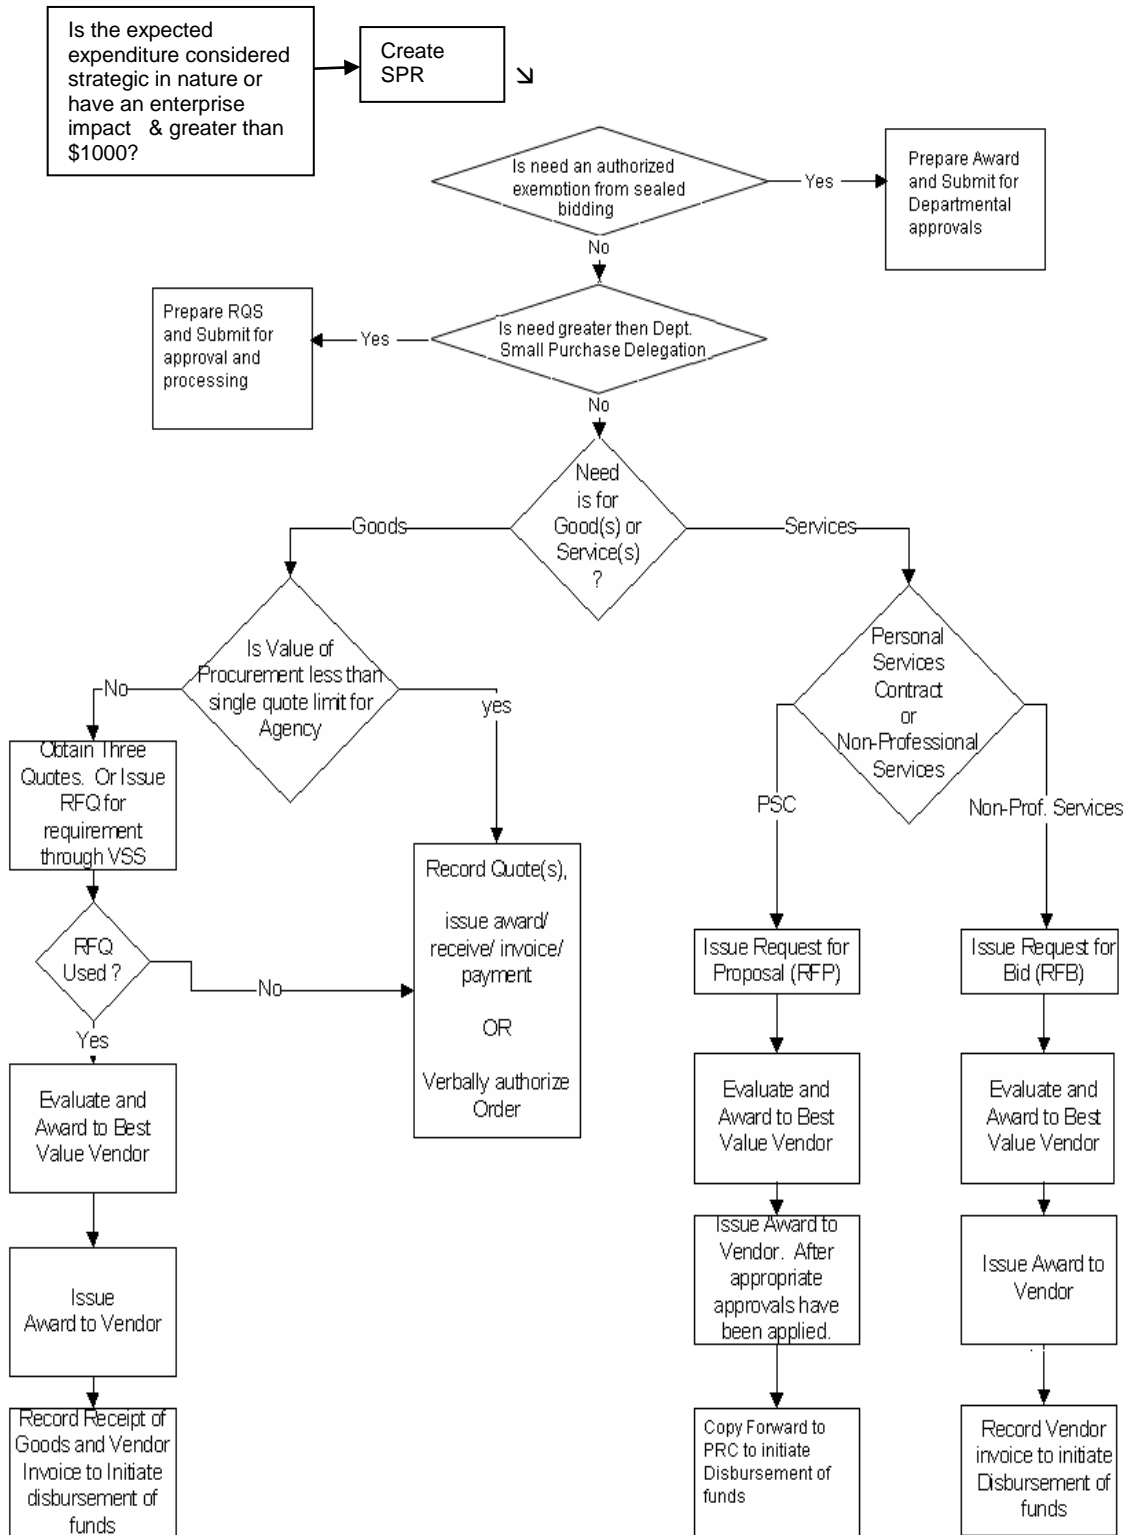 Is the expected
expenditure considered
strategic in nature or
have an enterprise
impact & greater than
$1000?
Create
SPR
Is need an authorized
exemption from sealed
bidding
Yes
Prepare Award
and Submit for
Departmental
approvals
No
Prepare RQS
and Submit for
approval and
processing
Yes
Is need greater then Dept.
Small Purchase Delegation
No
Need
is for
Good(s) or
Service(s)
?
Goods
Services
Is Value of
Procurement less than
single quote limit for
Agency
No
yes
Personal
Services
Contract
or
Non-Professional
Services
PSC
Non-Prof. Services
Obtain Three
Quotes. Or Issue
RFQ for
requirement
through VSS
RFQ
Used ?
No
Yes
Record Quote(s),
issue award/
receive/ invoice/
payment
OR
Verbally authorize
Order
Issue Request for
Proposal (RFP)
Issue Request for
Bid (RFB)
Evaluate and
Award to Best
Value Vendor
Evaluate and
Award to Best
Value Vendor
Evaluate and
Award to Best
Value Vendor
Issue
Award to Vendor
Issue Award to
Vendor. After
appropriate
approvals have
been applied.
Issue Award to
Vendor
Record Receipt of
Goods and Vendor
Invoice to Initiate
disbursement of
funds
Copy Forward to
PRC to initiate
Disbursement of
funds
Record Vendor
invoice to initiate
Disbursement of
funds